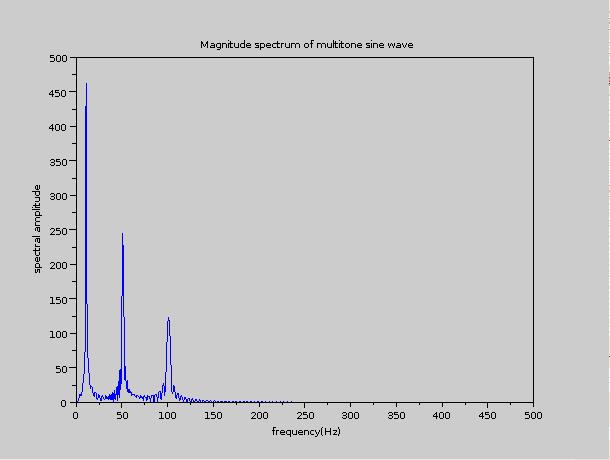 Magnitude spectrum of multitone sine wave
500
450
400
350
300
250
200
150
100
50
0
spectral amplitude
0 50 100 150 200 250 300 350 400 450 500
frequency(Hz)